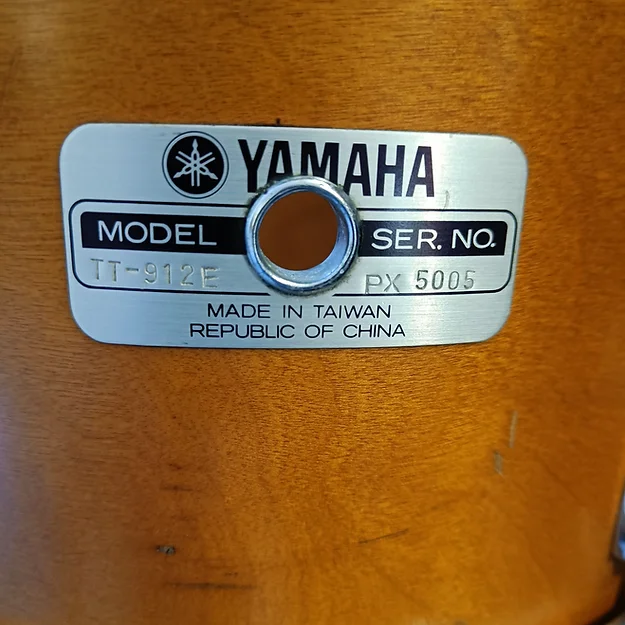 YAMAHA
MODEL SER. NO.
TT-912E PX 5005
MADE IN TAIWAN
REPUBLIC OF CHINA